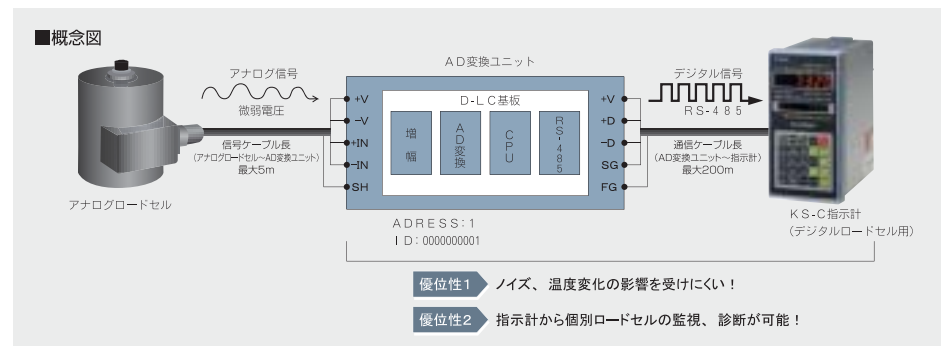 ■概念図
アナログ信号
微弱電圧
信号ケーブル長
(アナログロードセル〜AD変換ユニット)
最大5m
アナログロードセル
AD変換ユニット
D-LC基板
増幅
AD変換
CPU
RS-485
+V
−V
+IN
−IN
SH
+V
+D
−D
SG
FG
ADRESS:1
ID:0000000001
デジタル信号
RS-485
通信ケーブル長
(AD変換ユニット〜指示計)
最大200m
KS-C指示計
(デジタルロードセル用)
優位性1 ノイズ、温度変化の影響を受けにくい!
優位性2 指示計から個別ロードセルの監視、診断が可能!